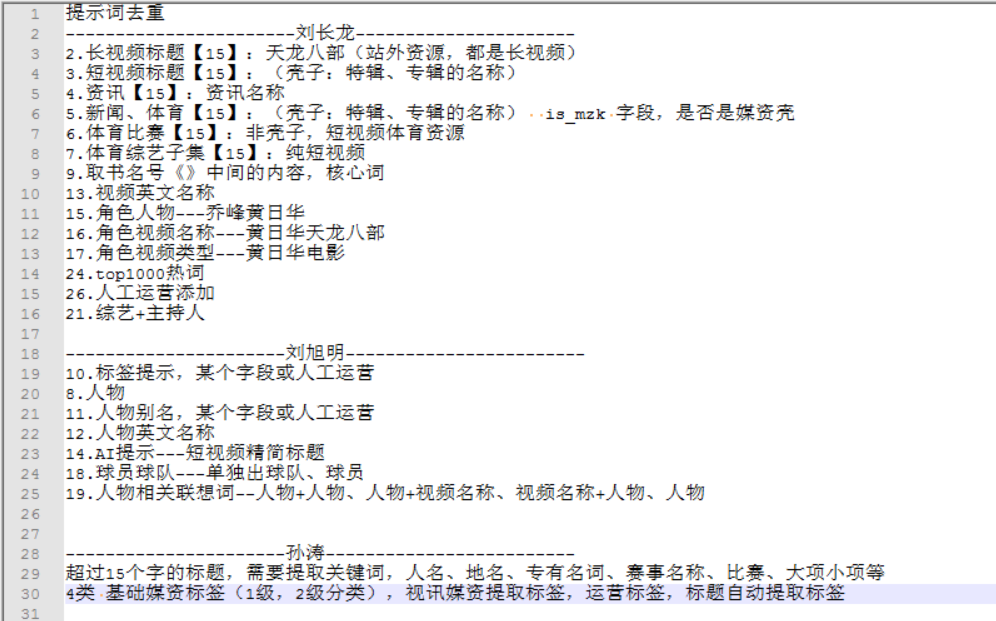 1 提示词去重
2 -----------------------刘长龙----------------------
3 2.长视频标题【15】：天龙八部（站外资源，都是长视频）
4 3.短视频标题【15】：（壳子：特辑、专辑的名称）
5 4.资讯【15】：资讯名称
6 5.新闻、体育【15】：（壳子：特辑、专辑的名称） is_mzk 字段，是否是媒资壳
7 6.体育比赛【15】：非壳子，短视频体育资源
8 7.体育综艺子集【15】：纯短视频
9 9.取书名号《》中间的内容，核心词
10 13.视频英文名称
11 15.角色人物---乔峰黄日华
12 16.角色视频名称---黄日华天龙八部
13 17.角色视频类型---黄日华电影
14 24.top1000热词
15 26.人工运营添加
16 21.综艺+主持人
17
18 ----------------------刘旭明------------------------
19 10.标签提示，某个字段或人工运营
20 8.人物
21 11.人物别名，某个字段或人工运营
22 12.人物英文名称
23 14.AI提示---短视频精简标题
24 18.球员球队---单独出球队、球员
25 19.人物相关联想词--人物+人物、人物+视频名称、视频名称+人物、人物
26
27
28 ----------------------孙涛-------------------------
29 超过15个字的标题，需要提取关键词，人名、地名、专有名词、赛事名称、比赛、大项小项等
30 4类 基础媒资标签（1级，2级分类），视讯媒资提取标签，运营标签，标题自动提取标签
31